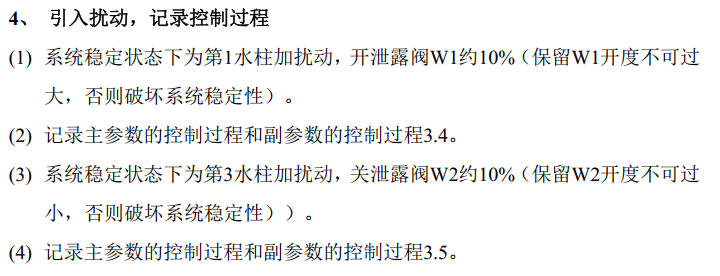 4、 引入扰动，记录控制过程
(1) 系统稳定状态下为第1水柱加扰动，开泄露阀W1约10%（保留W1开度不可过
大，否则破坏系统稳定性）。
(2) 记录主参数的控制过程和副参数的控制过程3.4。
(3) 系统稳定状态下为第3水柱加扰动，关泄露阀W2约10%（保留W2开度不可过
小，否则破坏系统稳定性））。
(4) 记录主参数的控制过程和副参数的控制过程3.5。